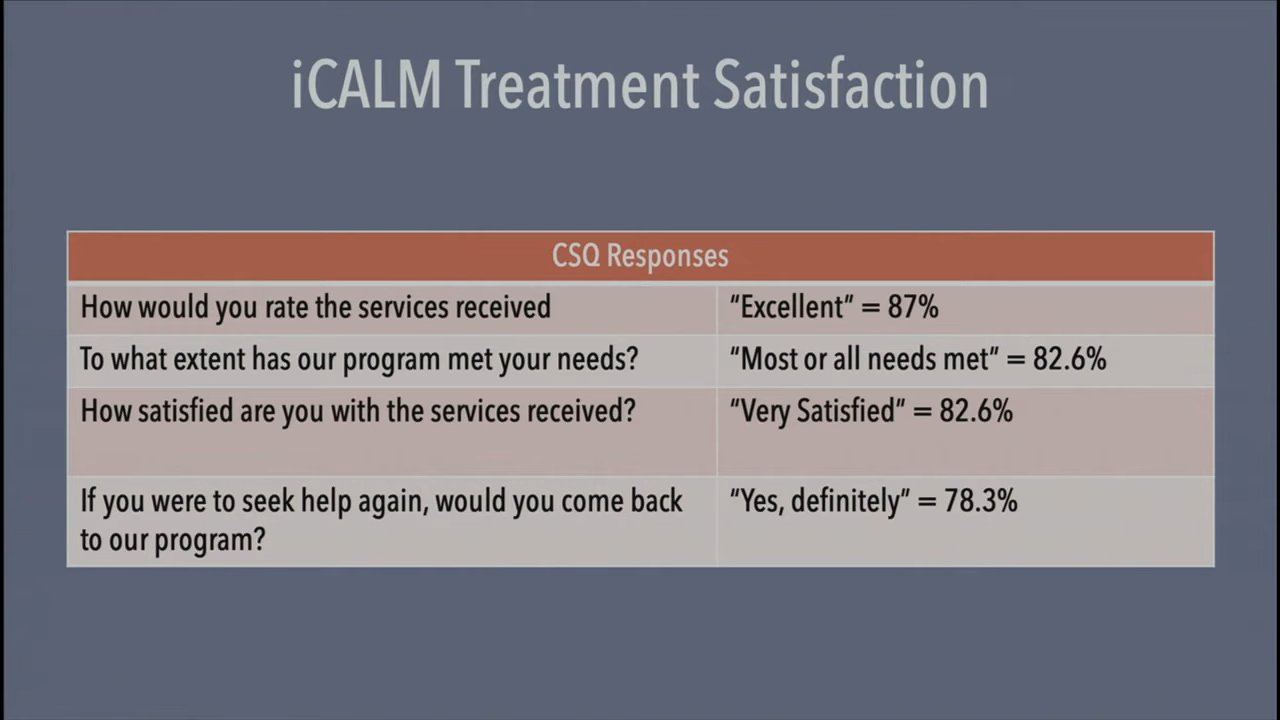 iCALM Treatment Satisfaction
CSQ Responses
How would you rate the services received
“Excellent” = 87%
To what extent has our program met your needs?
“Most or all needs met” = 82.6%
How satisfied are you with the services received?
“Very Satisfied” = 82.6%
If you were to seek help again, would you come back
to our program?
“Yes, definitely” = 78.3%